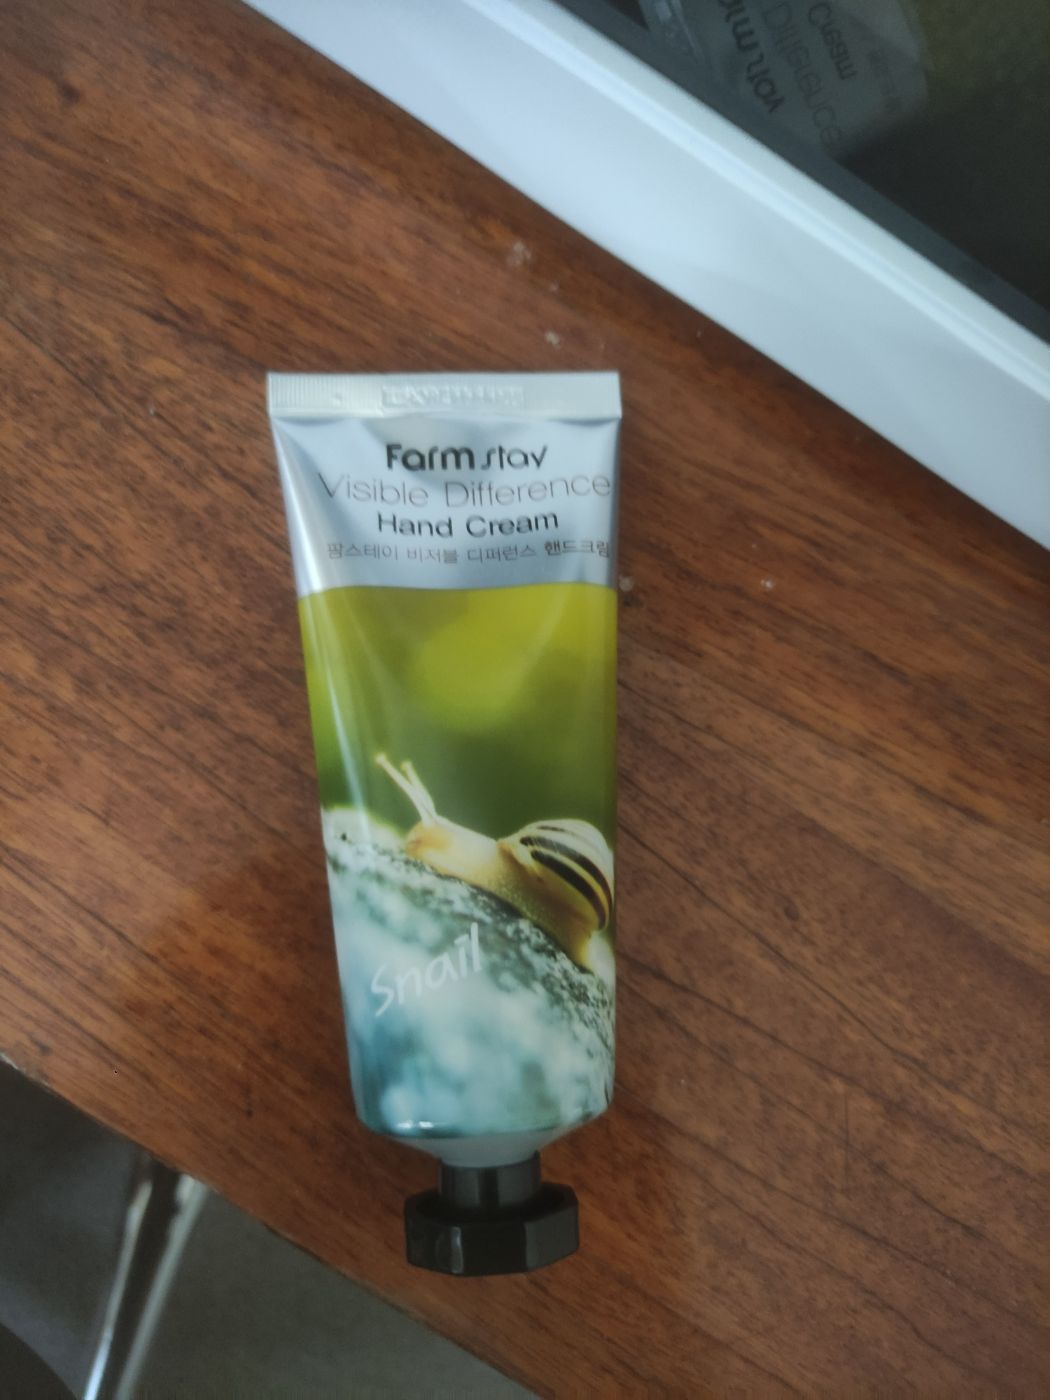 Farmstay
Visible Difference
Hand Cream
팜스테이 비저블 디퍼런스 핸드크림
Snail